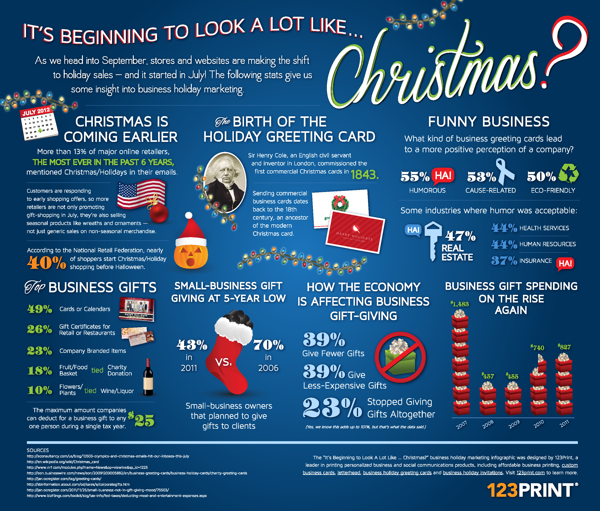 IT'S BEGINNING TO LOOK A LOT LIKE...
Christmas?
As we head into September, stores and websites are making the shift
to holiday sales — and it started in July! The following stats give us
some insight into business holiday marketing.
JULY 2012
CHRISTMAS IS
COMING EARLIER
More than 13% of major online retailers,
THE MOST EVER IN THE PAST 6 YEARS,
mentioned Christmas/Holidays in their emails.
Customers are responding
to early shopping offers, so more
retailers are not only promoting
gift-shopping in July, they're also selling
seasonal products like wreaths and ornaments —
not just generic sales on non-seasonal merchandise.
According to the National Retail Federation, nearly
40% of shoppers start Christmas/Holiday
shopping before Halloween.
The BIRTH OF THE
HOLIDAY GREETING CARD
Sir Henry Cole, an English civil servant
and inventor in London, commissioned the
first commercial Christmas cards in
1843.
Sending commercial
business cards dates
back to the 18th
century, an ancestor
of the modern
Christmas card.
FUNNY BUSINESS
What kind of business greeting cards lead
to a more positive perception of a company?
55% HA!
HUMOROUS
53%
CAUSE-RELATED
50%
ECO-FRIENDLY
Some industries where humor was acceptable:
HA!
47%
REAL
ESTATE
44% HEALTH SERVICES
44% HUMAN RESOURCES
37% INSURANCE HA!
Top BUSINESS GIFTS
49% Cards or Calendars
26% Gift Certificates for
Retail or Restaurants
23% Company Branded Items
18% Fruit/Food
Basket tied Charity
Donation
10% Flowers/
Plants tied Wine/Liquor
The maximum amount companies
can deduct for a business gift to any
one person during a single tax year.
$25
SMALL-BUSINESS GIFT
GIVING AT 5-YEAR LOW
43%
in
2011
VS.
70%
in
2006
Small-business owners
that planned to give
gifts to clients
HOW THE ECONOMY
IS AFFECTING BUSINESS
GIFT-GIVING
39%
Give Fewer Gifts
39% Give
Less-Expensive Gifts
23% Stopped Giving
Gifts Altogether
(Yes, we know this adds up to 101%, but that's what the data said.)
BUSINESS GIFT SPENDING
ON THE RISE
AGAIN
$1,485
$457
$458
$740
$827
2007
2008
2009
2010
2011
SOURCES
The "It's Beginning to Look A Lot Like ... Christmas?" business holiday marketing infographic was designed by 123Print, a
leader in printing personalized business and social communications products, including affordable business printing, custom
business cards, letterhead, business holiday greeting cards and business holiday invitations. Visit 123print.com to learn more.
123PRINT